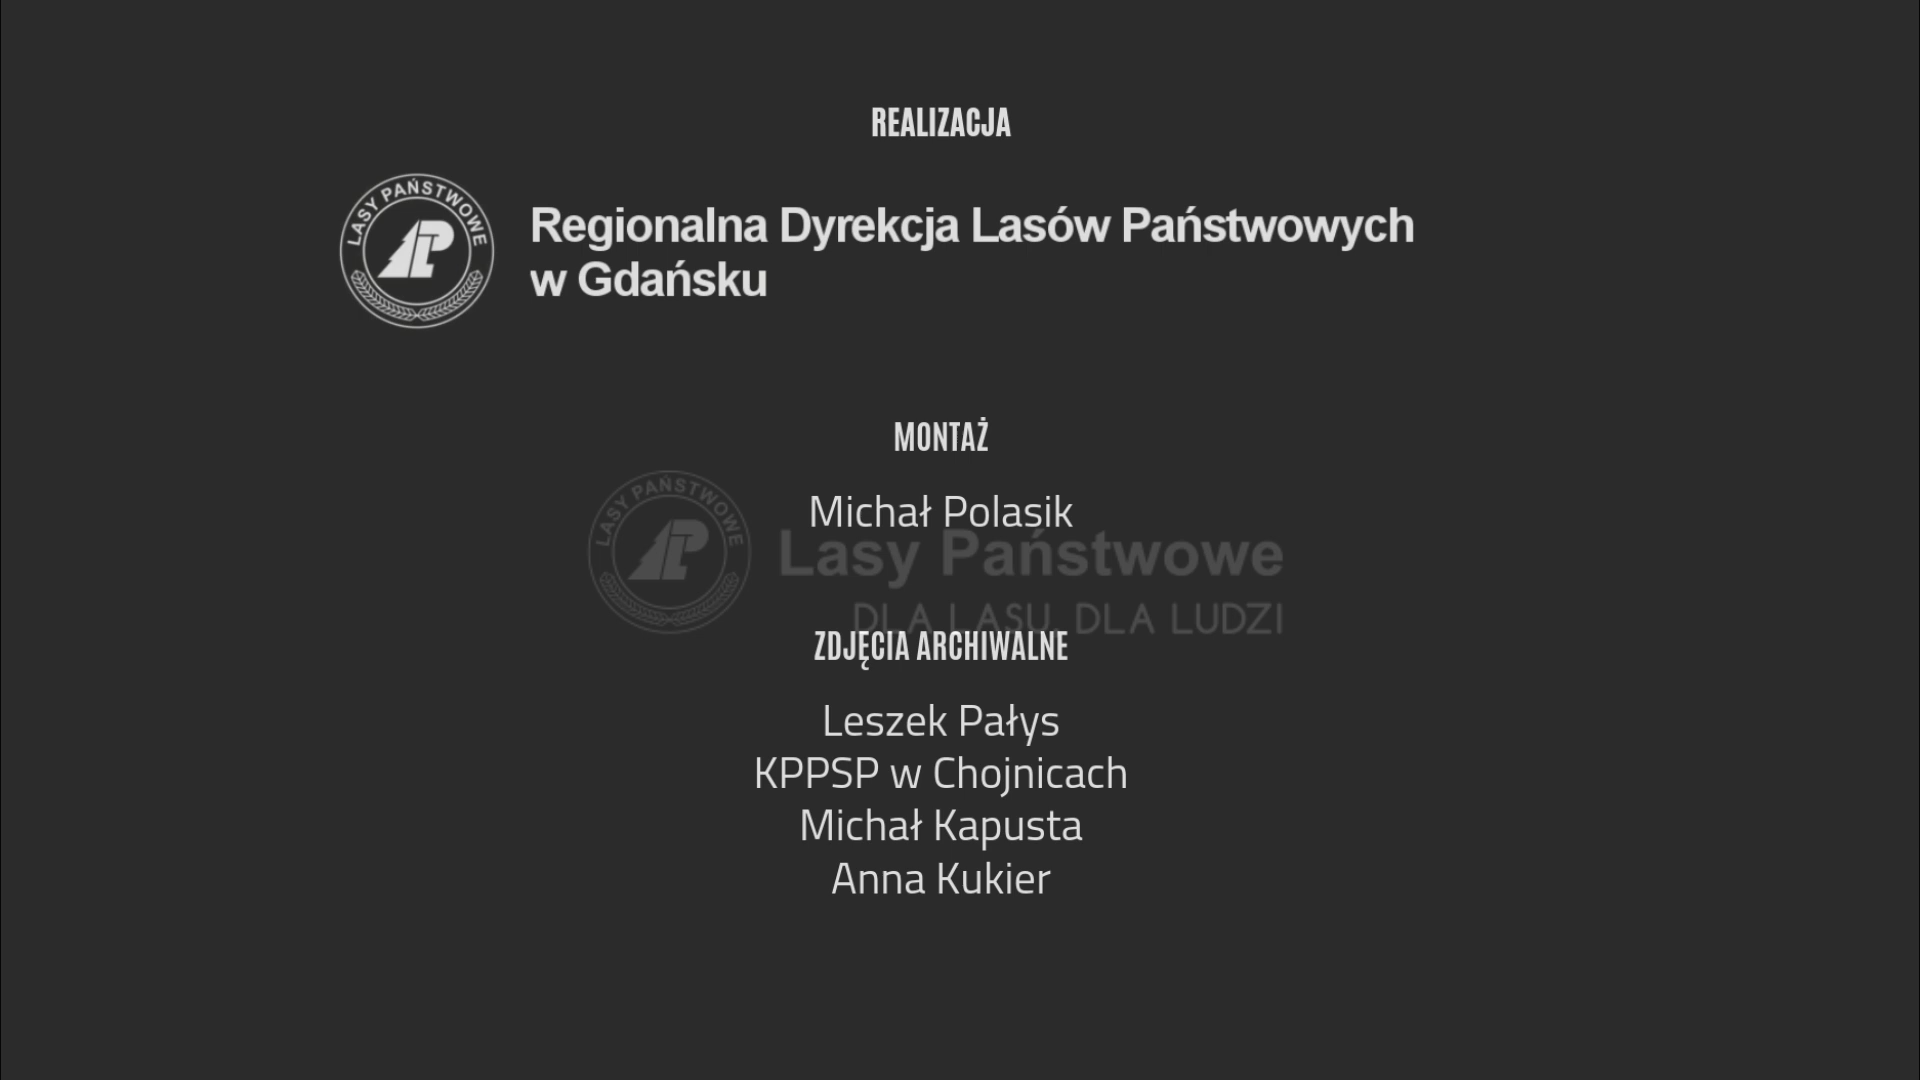 REALIZACJA
LASY PAŃSTWOWE
Regionalna Dyrekcja Lasów Państwowych
w Gdańsku
MONTAŻ
Michał Polasik
LASY PAŃSTWOWE
Lasy Państwowe
DLA LASU, DLA LUDZI
ZDJĘCIA ARCHIWALNE
Leszek Pałys
KPPSP w Chojnicach
Michał Kapusta
Anna Kukier